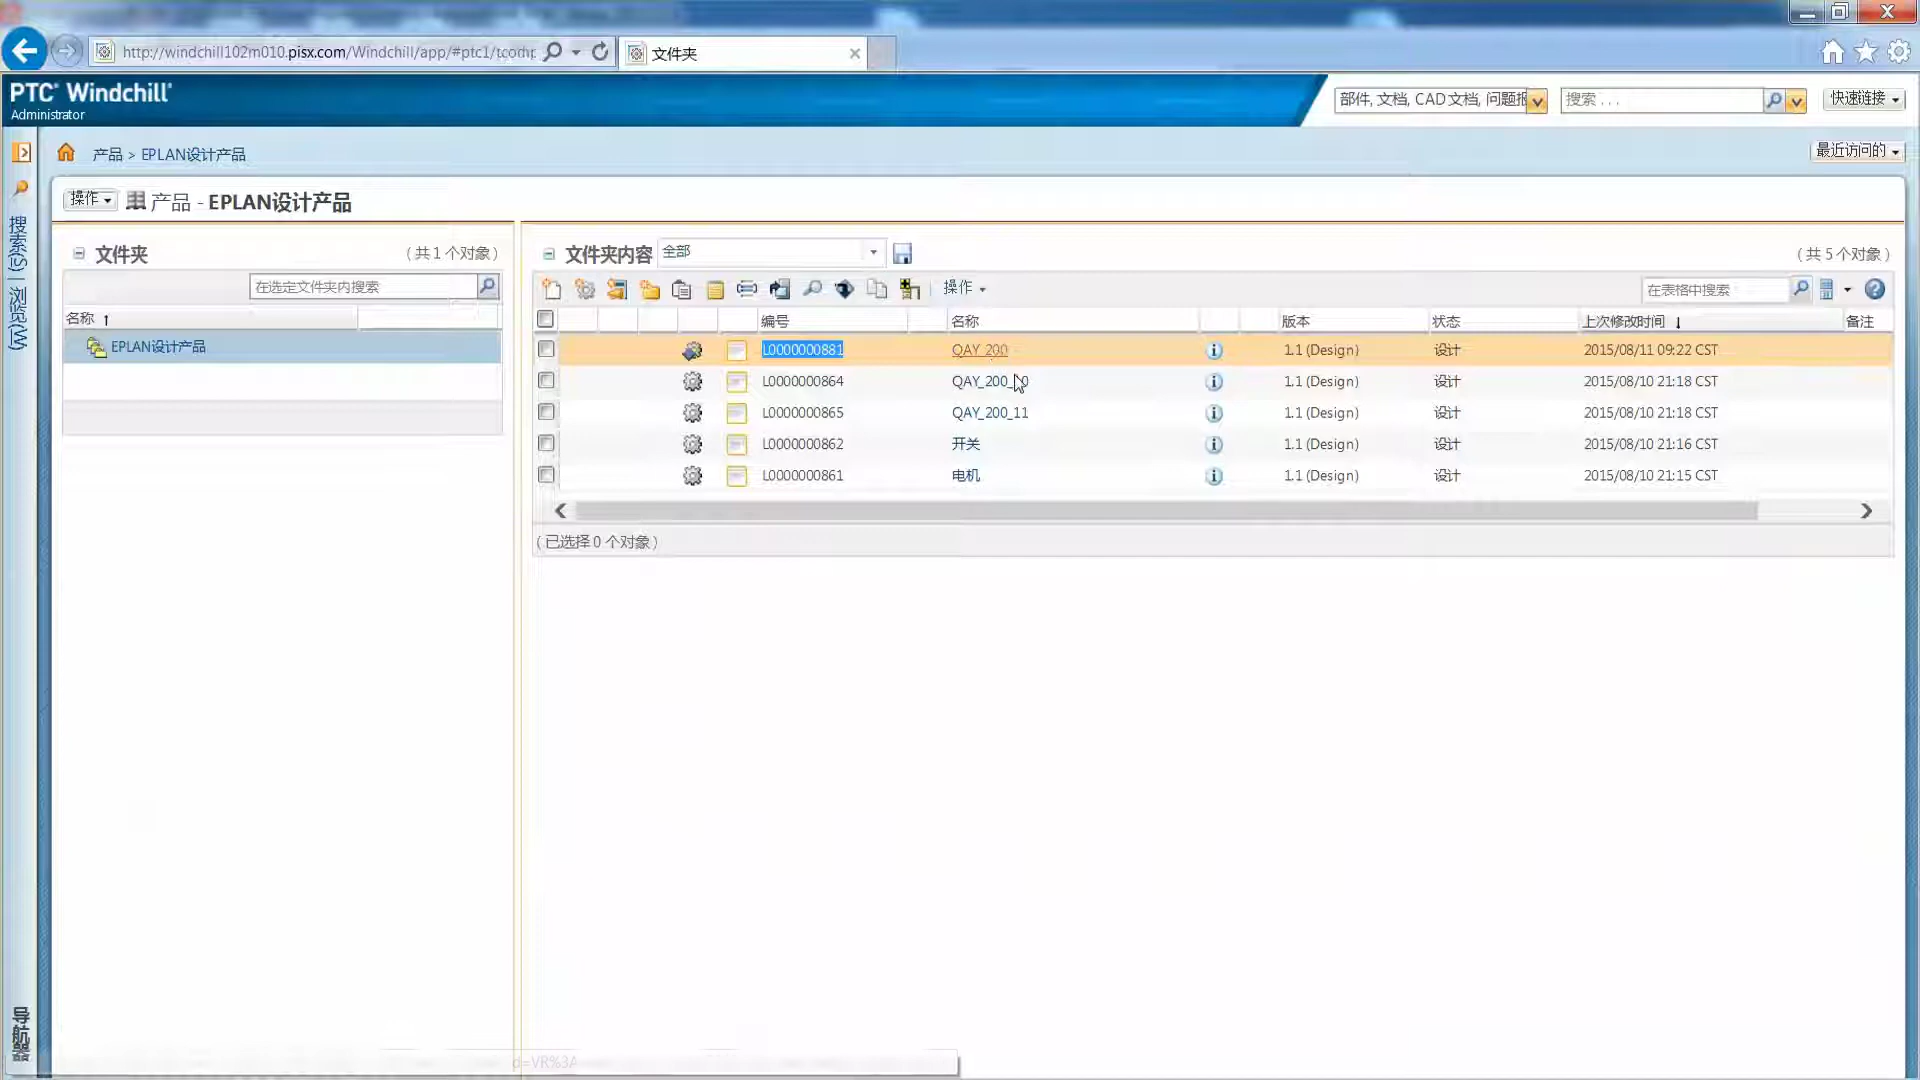 http://windchill102m010.pisx.com/Windchill/app/#ptc1/tcomp
文件夹
PTC Windchill
Administrator
部件, 文档, CAD文档, 问题报
搜索 . . .
快速链接
产品 > EPLAN设计产品
最近访问的
操作
产品 - EPLAN设计产品
搜索(S) | 浏览(W)
导航器
文件夹
(共 1 个对象)
在选定文件夹内搜索
名称 ↑
EPLAN设计产品
文件夹内容
全部
(共 5 个对象)
操作
在表格中搜索
编号 名称 版本 状态 上次修改时间 ↓ 备注
L0000000881 QAY 200 1.1 (Design) 设计 2015/08/11 09:22 CST
L0000000864 QAY_200_ 0 1.1 (Design) 设计 2015/08/10 21:18 CST
L0000000865 QAY_200_11 1.1 (Design) 设计 2015/08/10 21:18 CST
L0000000862 开关 1.1 (Design) 设计 2015/08/10 21:16 CST
L0000000861 电机 1.1 (Design) 设计 2015/08/10 21:15 CST
(已选择 0 个对象)
d=VR%3A